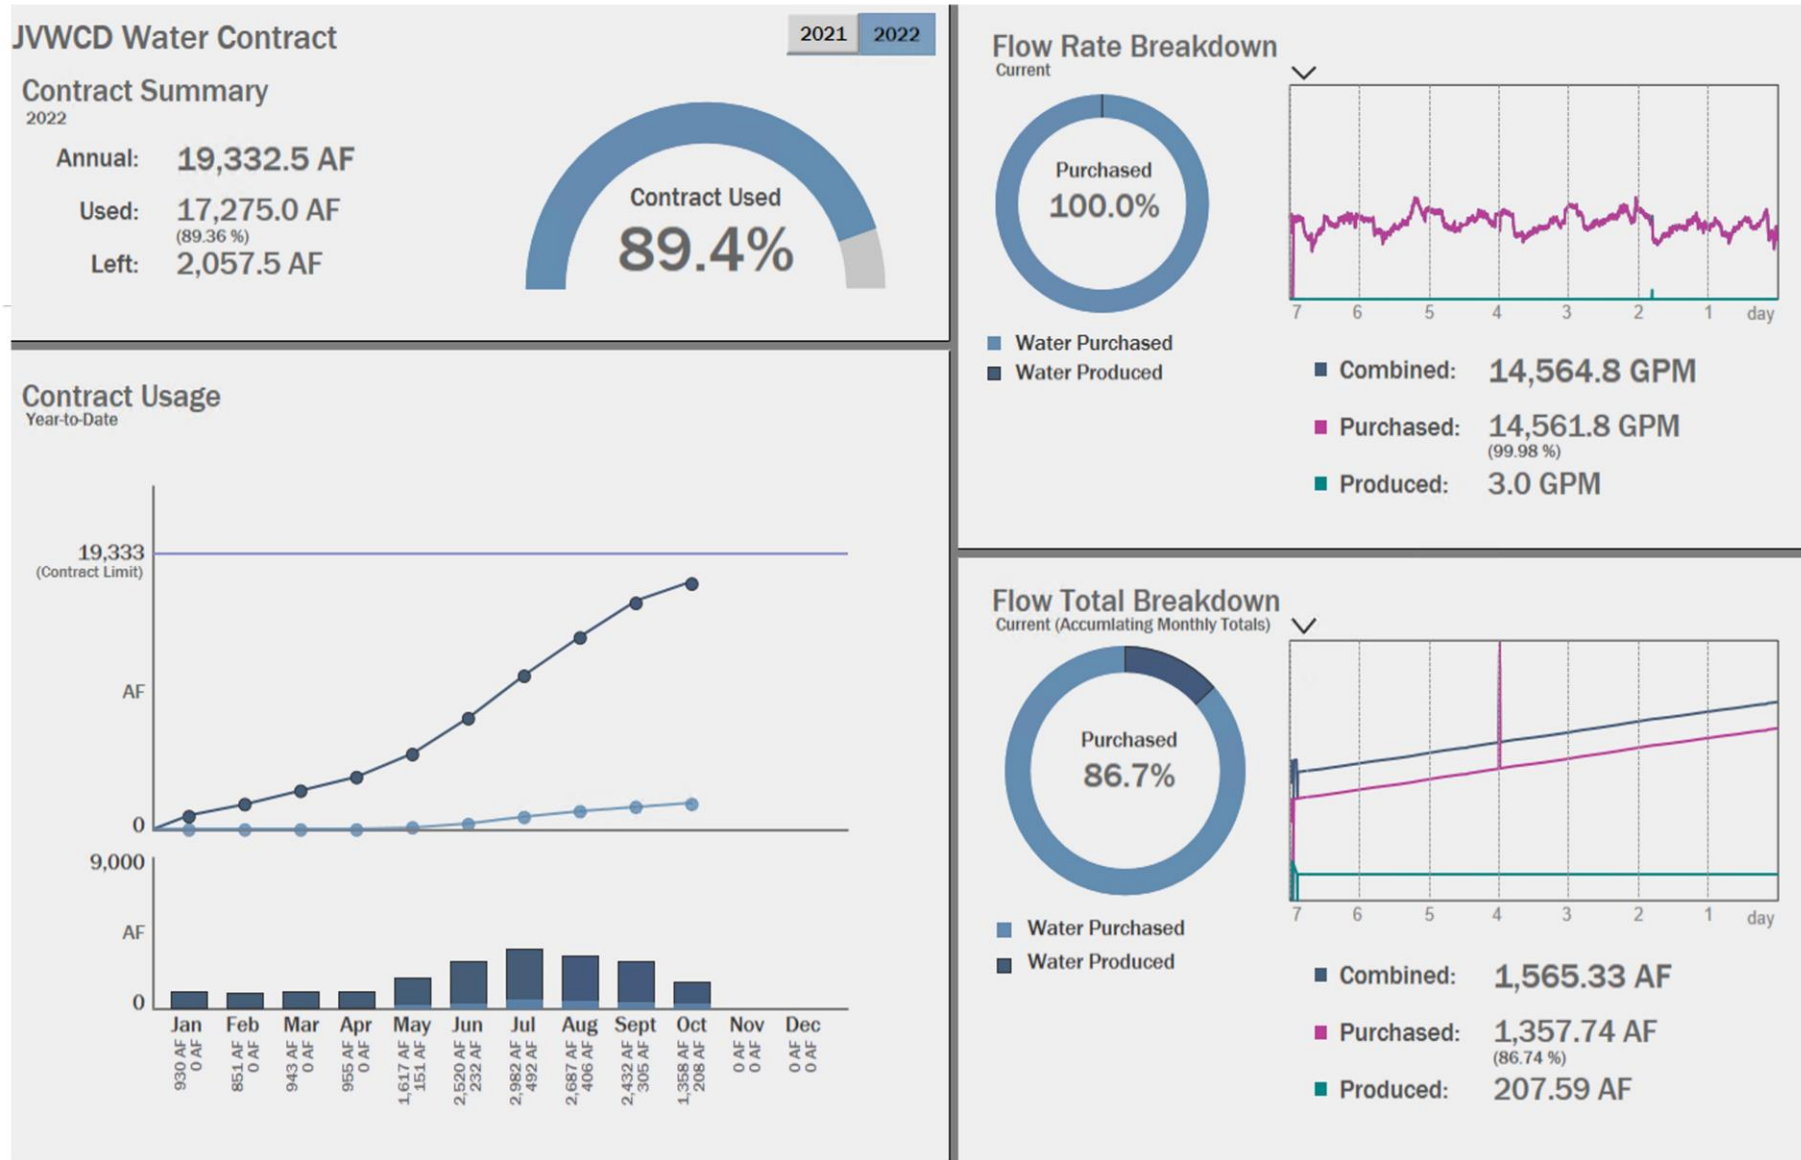 JVWCD Water Contract
2021 2022
Contract Summary
2022
Annual: 19,332.5 AF
Used: 17,275.0 AF
(89.36 %)
Left: 2,057.5 AF
Contract Used
89.4%
Contract Usage
Year-to-Date
19,333
(Contract Limit)
AF
0
9,000
AF
0
Jan Feb Mar Apr May Jun Jul Aug Sept Oct Nov Dec
930 AF
0 AF
851 AF
0 AF
943 AF
0 AF
955 AF
0 AF
1,617 AF
151 AF
2,520 AF
232 AF
2,982 AF
492 AF
2,687 AF
406 AF
2,432 AF
305 AF
1,358 AF
208 AF
0 AF
0 AF
0 AF
0 AF
Flow Rate Breakdown
Current
Purchased
100.0%
Water Purchased
Water Produced
7 6 5 4 3 2 1 day
Combined: 14,564.8 GPM
Purchased: 14,561.8 GPM
(99.98 %)
Produced: 3.0 GPM
Flow Total Breakdown
Current (Accumlating Monthly Totals)
Purchased
86.7%
Water Purchased
Water Produced
7 6 5 4 3 2 1 day
Combined: 1,565.33 AF
Purchased: 1,357.74 AF
(86.74 %)
Produced: 207.59 AF